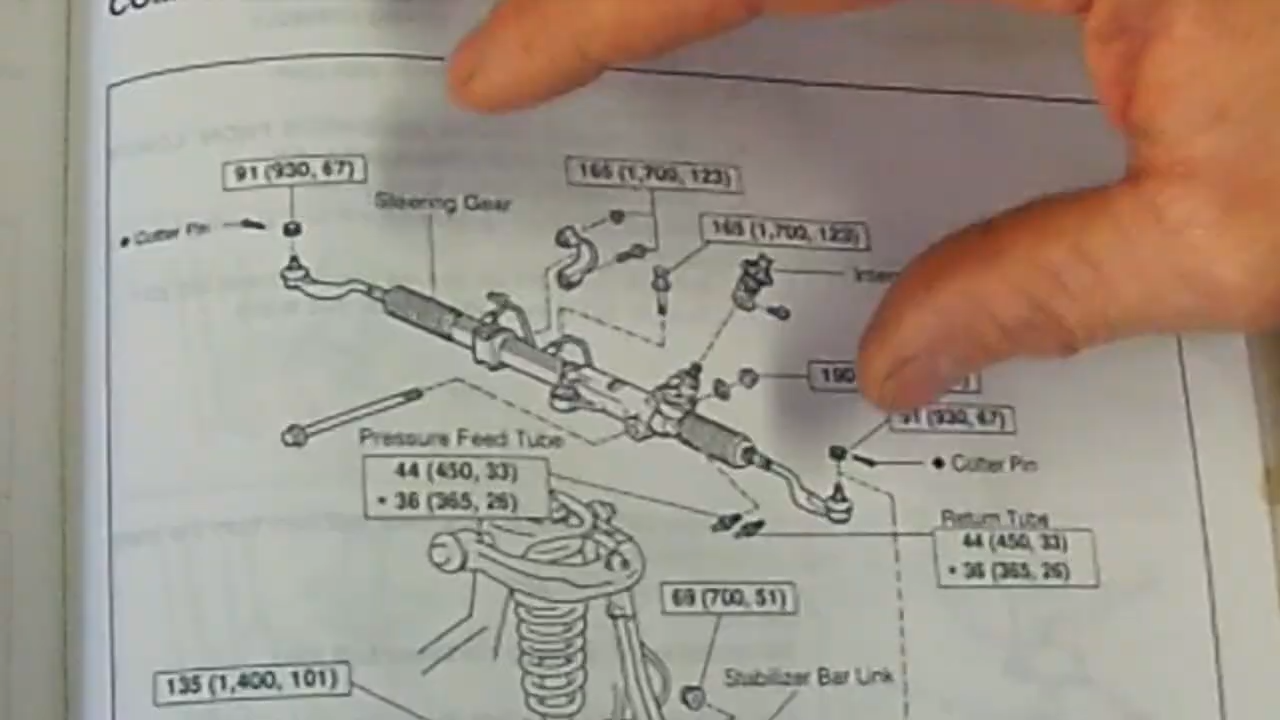 91 (930, 67)
165 (1,700, 123)
Steering Gear
165 (1,700, 123)
Cotter Pin
Inter
190
91 (930, 67)
Pressure Feed Tube
44 (450, 33)
• 36 (365, 26)
◆ Cotter Pin
Return Tube
44 (450, 33)
• 36 (365, 26)
69 (700, 51)
Stabilizer Bar Link
135 (1,400, 101)